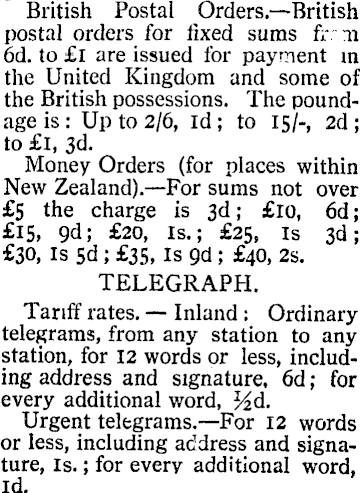 British Postal Orders.—British
postal orders for fixed sums from
6d. to £1 are issued for payment in
the United Kingdom and some of
the British possessions. The pound-
age is: Up to 2/6, 1d; to 15/-, 2d;
to £1, 3d.
Money Orders (for places within
New Zealand).—For sums not over
£5 the charge is 3d; £10, 6d;
£15, 9d; £20, 1s.; £25, 1s 3d;
£30, 1s 5d; £35, 1s 9d; £40, 2s.
TELEGRAPH.
Tariff rates. — Inland: Ordinary
telegrams, from any station to any
station, for 12 words or less, includ-
ing address and signature, 6d; for
every additional word, ½d.
Urgent telegrams.—For 12 words
or less, including address and signa-
ture, 1s.; for every additional word,
1d.